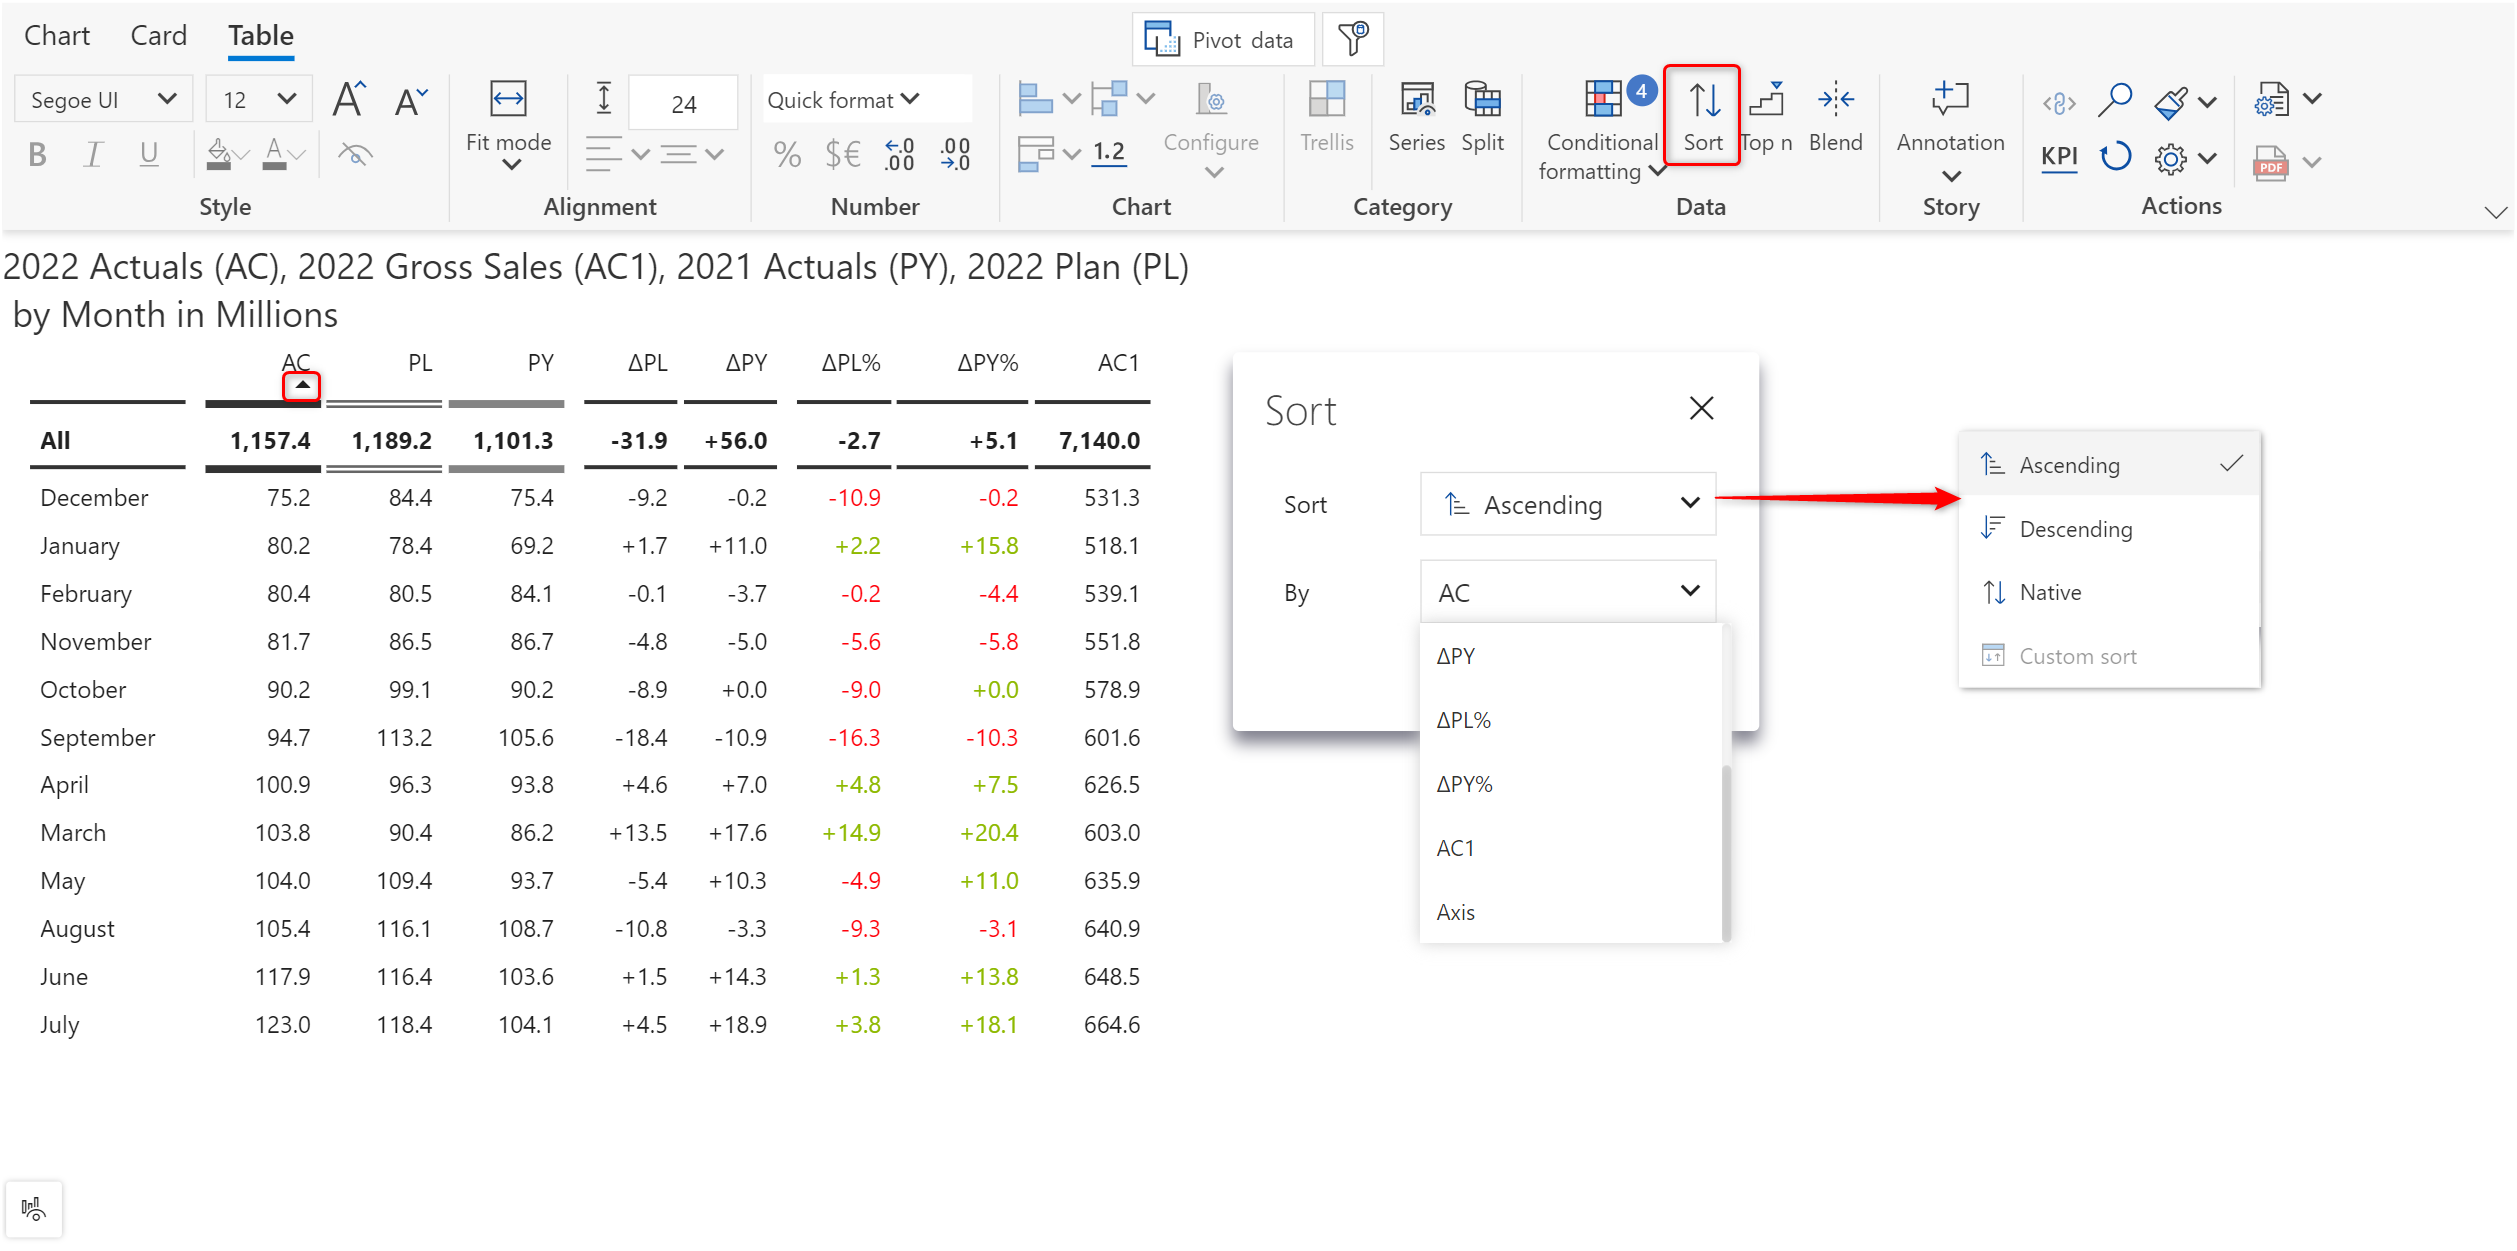 Chart Card Table
Pivot data
Segoe UI 12
24
Quick format
4
B I U
Fit mode
% $€ ←.0 .00 .00 →.0
1.2
Configure
Trellis
Series Split
Conditional formatting
Sort
Top n
Blend
Annotation
KPI
PDF
Style Alignment Number Chart Category Data Story Actions
2022 Actuals (AC), 2022 Gross Sales (AC1), 2021 Actuals (PY), 2022 Plan (PL)
by Month in Millions
AC PL PY ΔPL ΔPY ΔPL% ΔPY% AC1
All 1,157.4 1,189.2 1,101.3 -31.9 +56.0 -2.7 +5.1 7,140.0
December 75.2 84.4 75.4 -9.2 -0.2 -10.9 -0.2 531.3
January 80.2 78.4 69.2 +1.7 +11.0 +2.2 +15.8 518.1
February 80.4 80.5 84.1 -0.1 -3.7 -0.2 -4.4 539.1
November 81.7 86.5 86.7 -4.8 -5.0 -5.6 -5.8 551.8
October 90.2 99.1 90.2 -8.9 +0.0 -9.0 +0.0 578.9
September 94.7 113.2 105.6 -18.4 -10.9 -16.3 -10.3 601.6
April 100.9 96.3 93.8 +4.6 +7.0 +4.8 +7.5 626.5
March 103.8 90.4 86.2 +13.5 +17.6 +14.9 +20.4 603.0
May 104.0 109.4 93.7 -5.4 +10.3 -4.9 +11.0 635.9
August 105.4 116.1 108.7 -10.8 -3.3 -9.3 -3.1 640.9
June 117.9 116.4 103.6 +1.5 +14.3 +1.3 +13.8 648.5
July 123.0 118.4 104.1 +4.5 +18.9 +3.8 +18.1 664.6
Sort
Sort Ascending
By AC
ΔPY
ΔPL%
ΔPY%
AC1
Axis
Ascending
Descending
Native
Custom sort